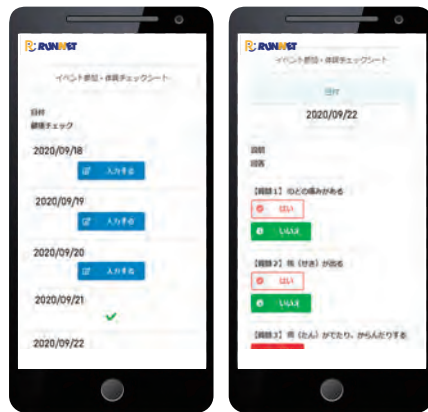 RUNNET
イベント参加・体調チェックシート
日付
健康チェック
2020/09/18
入力する
2020/09/19
入力する
2020/09/20
入力する
2020/09/21
2020/09/22
RUNNET
イベント参加・体調チェックシート
日付
2020/09/22
質問
回答
【質問1】のどの痛みがある
はい
いいえ
【質問2】咳（せき）が出る
はい
いいえ
【質問3】痰（たん）がでたり、からんだりする